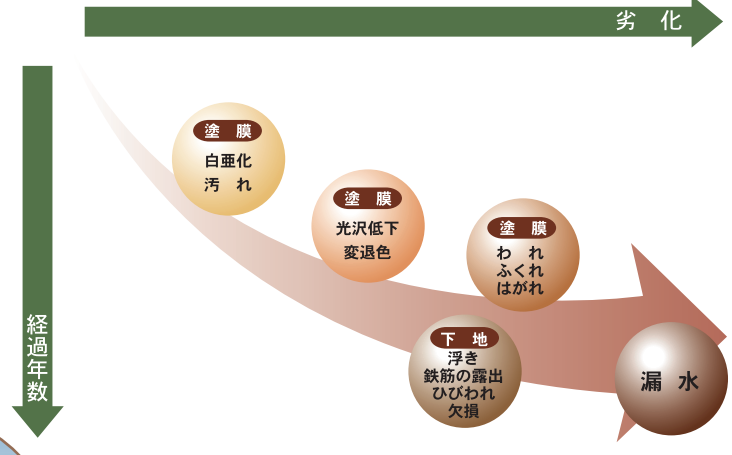 劣 化
経過年数
塗 膜
白亜化
汚 れ
塗 膜
光沢低下
変退色
塗 膜
わ れ
ふくれ
はがれ
下 地
浮き
鉄筋の露出
ひびわれ
欠損
漏 水